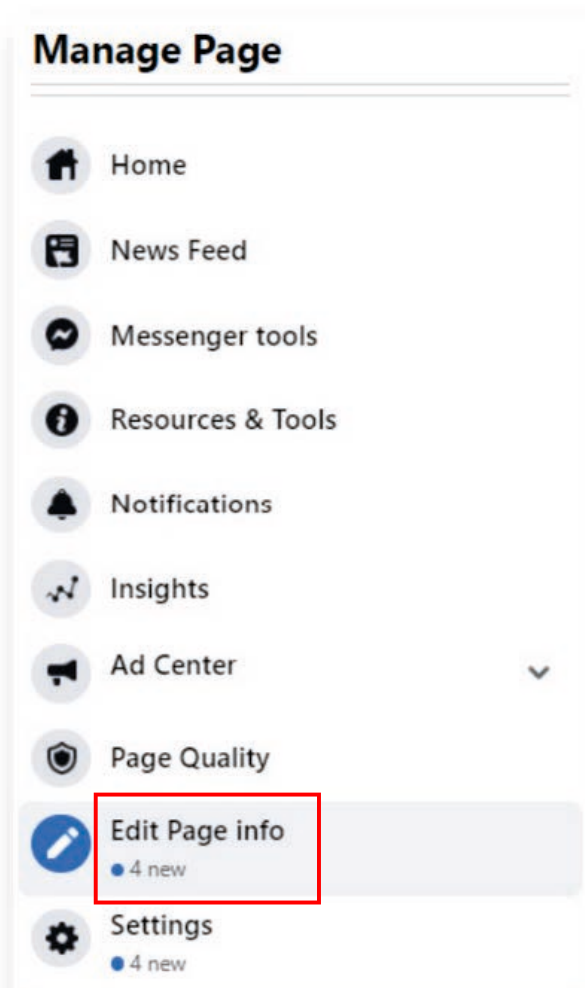 Manage Page
Home
News Feed
Messenger tools
Resources & Tools
Notifications
Insights
Ad Center
Page Quality
Edit Page info
4 new
Settings
4 new